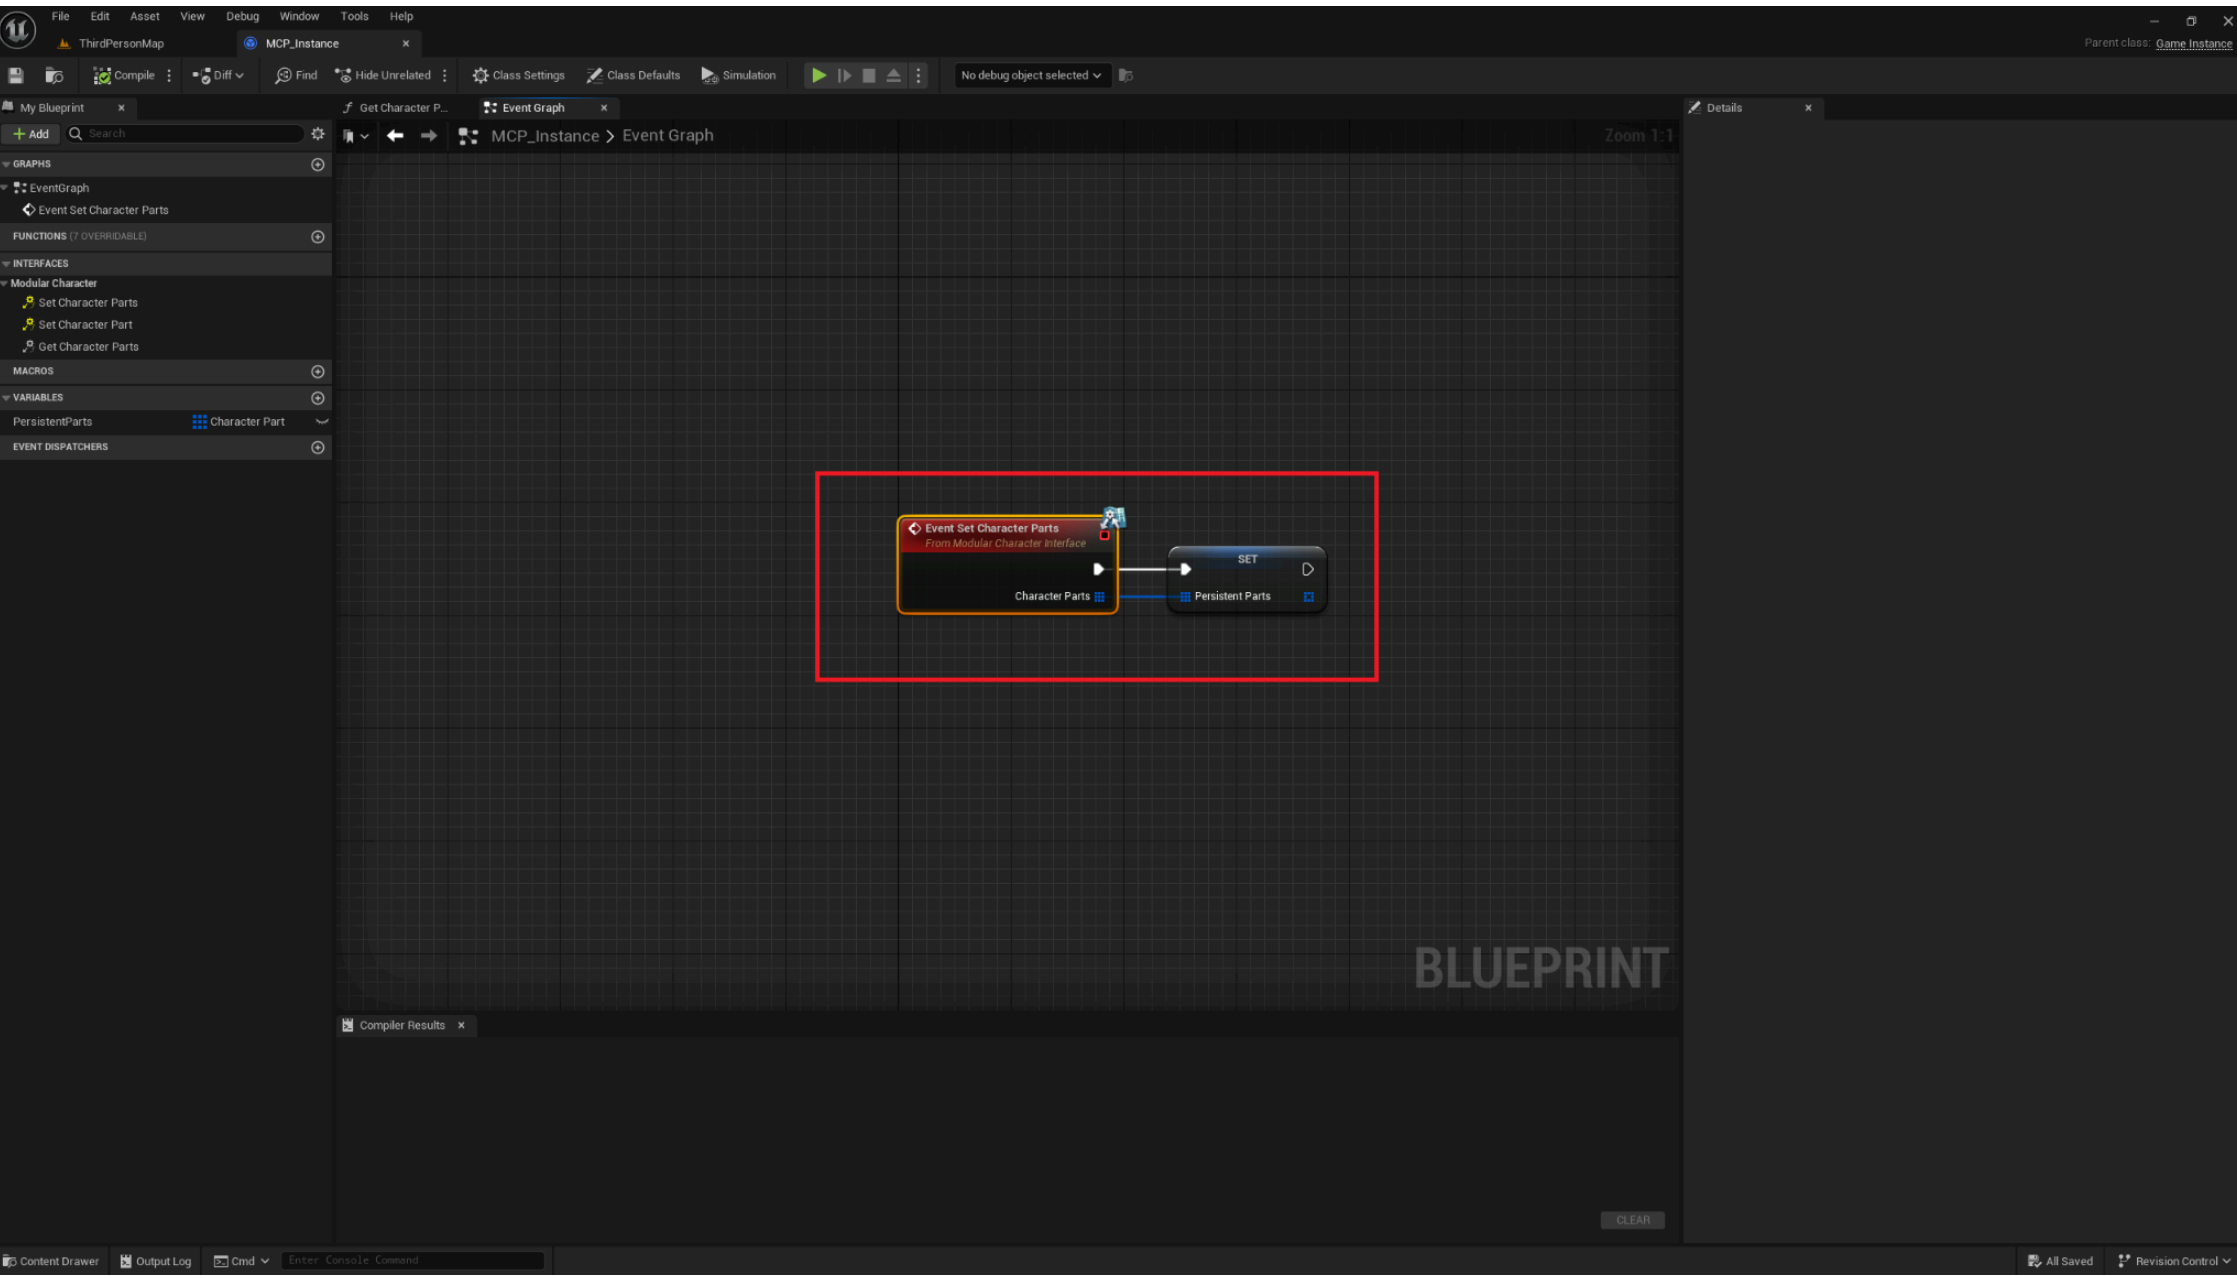 File Edit Asset View Debug Window Tools Help
ThirdPersonMap MCP_Instance
Parent class: Game Instance
Compile Diff Find Hide Unrelated Class Settings Class Defaults Simulation No debug object selected
My Blueprint Get Character P... Event Graph Details
Add Search MCP_Instance > Event Graph Zoom 1:1
GRAPHS
EventGraph
Event Set Character Parts
FUNCTIONS (7 OVERRIDABLE)
INTERFACES
Modular Character
Set Character Parts
Set Character Part
Get Character Parts
MACROS
VARIABLES
PersistentParts Character Part
EVENT DISPATCHERS
Event Set Character Parts
From Modular Character Interface
SET
Character Parts Persistent Parts
BLUEPRINT
Compiler Results
CLEAR
Content Drawer Output Log Cmd Enter Console Command All Saved Revision Control